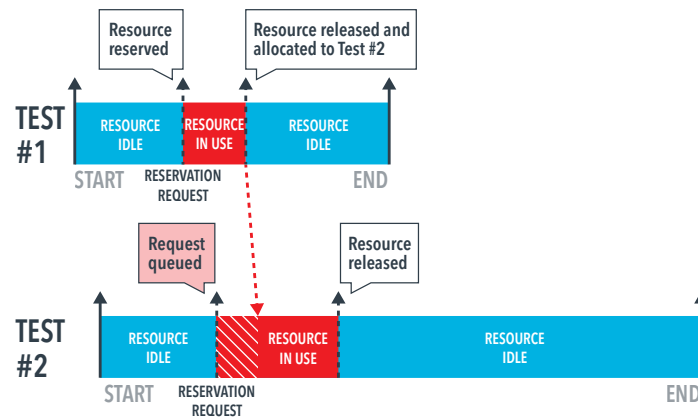 Resource
reserved
Resource released and
allocated to Test #2
TEST
#1
RESOURCE
IDLE
RESOURCE
IN USE
RESOURCE
IDLE
START
RESERVATION
REQUEST
END
Request
queued
Resource
released
TEST
#2
RESOURCE
IDLE
RESOURCE
IN USE
RESOURCE
IDLE
START
RESERVATION
REQUEST
END